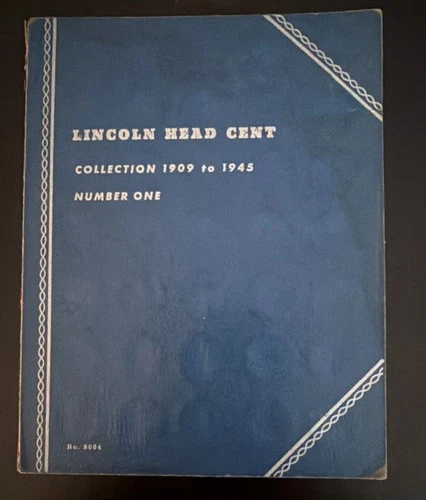 LINCOLN HEAD CENT
COLLECTION 1909 to 1945
NUMBER ONE
No. 9004